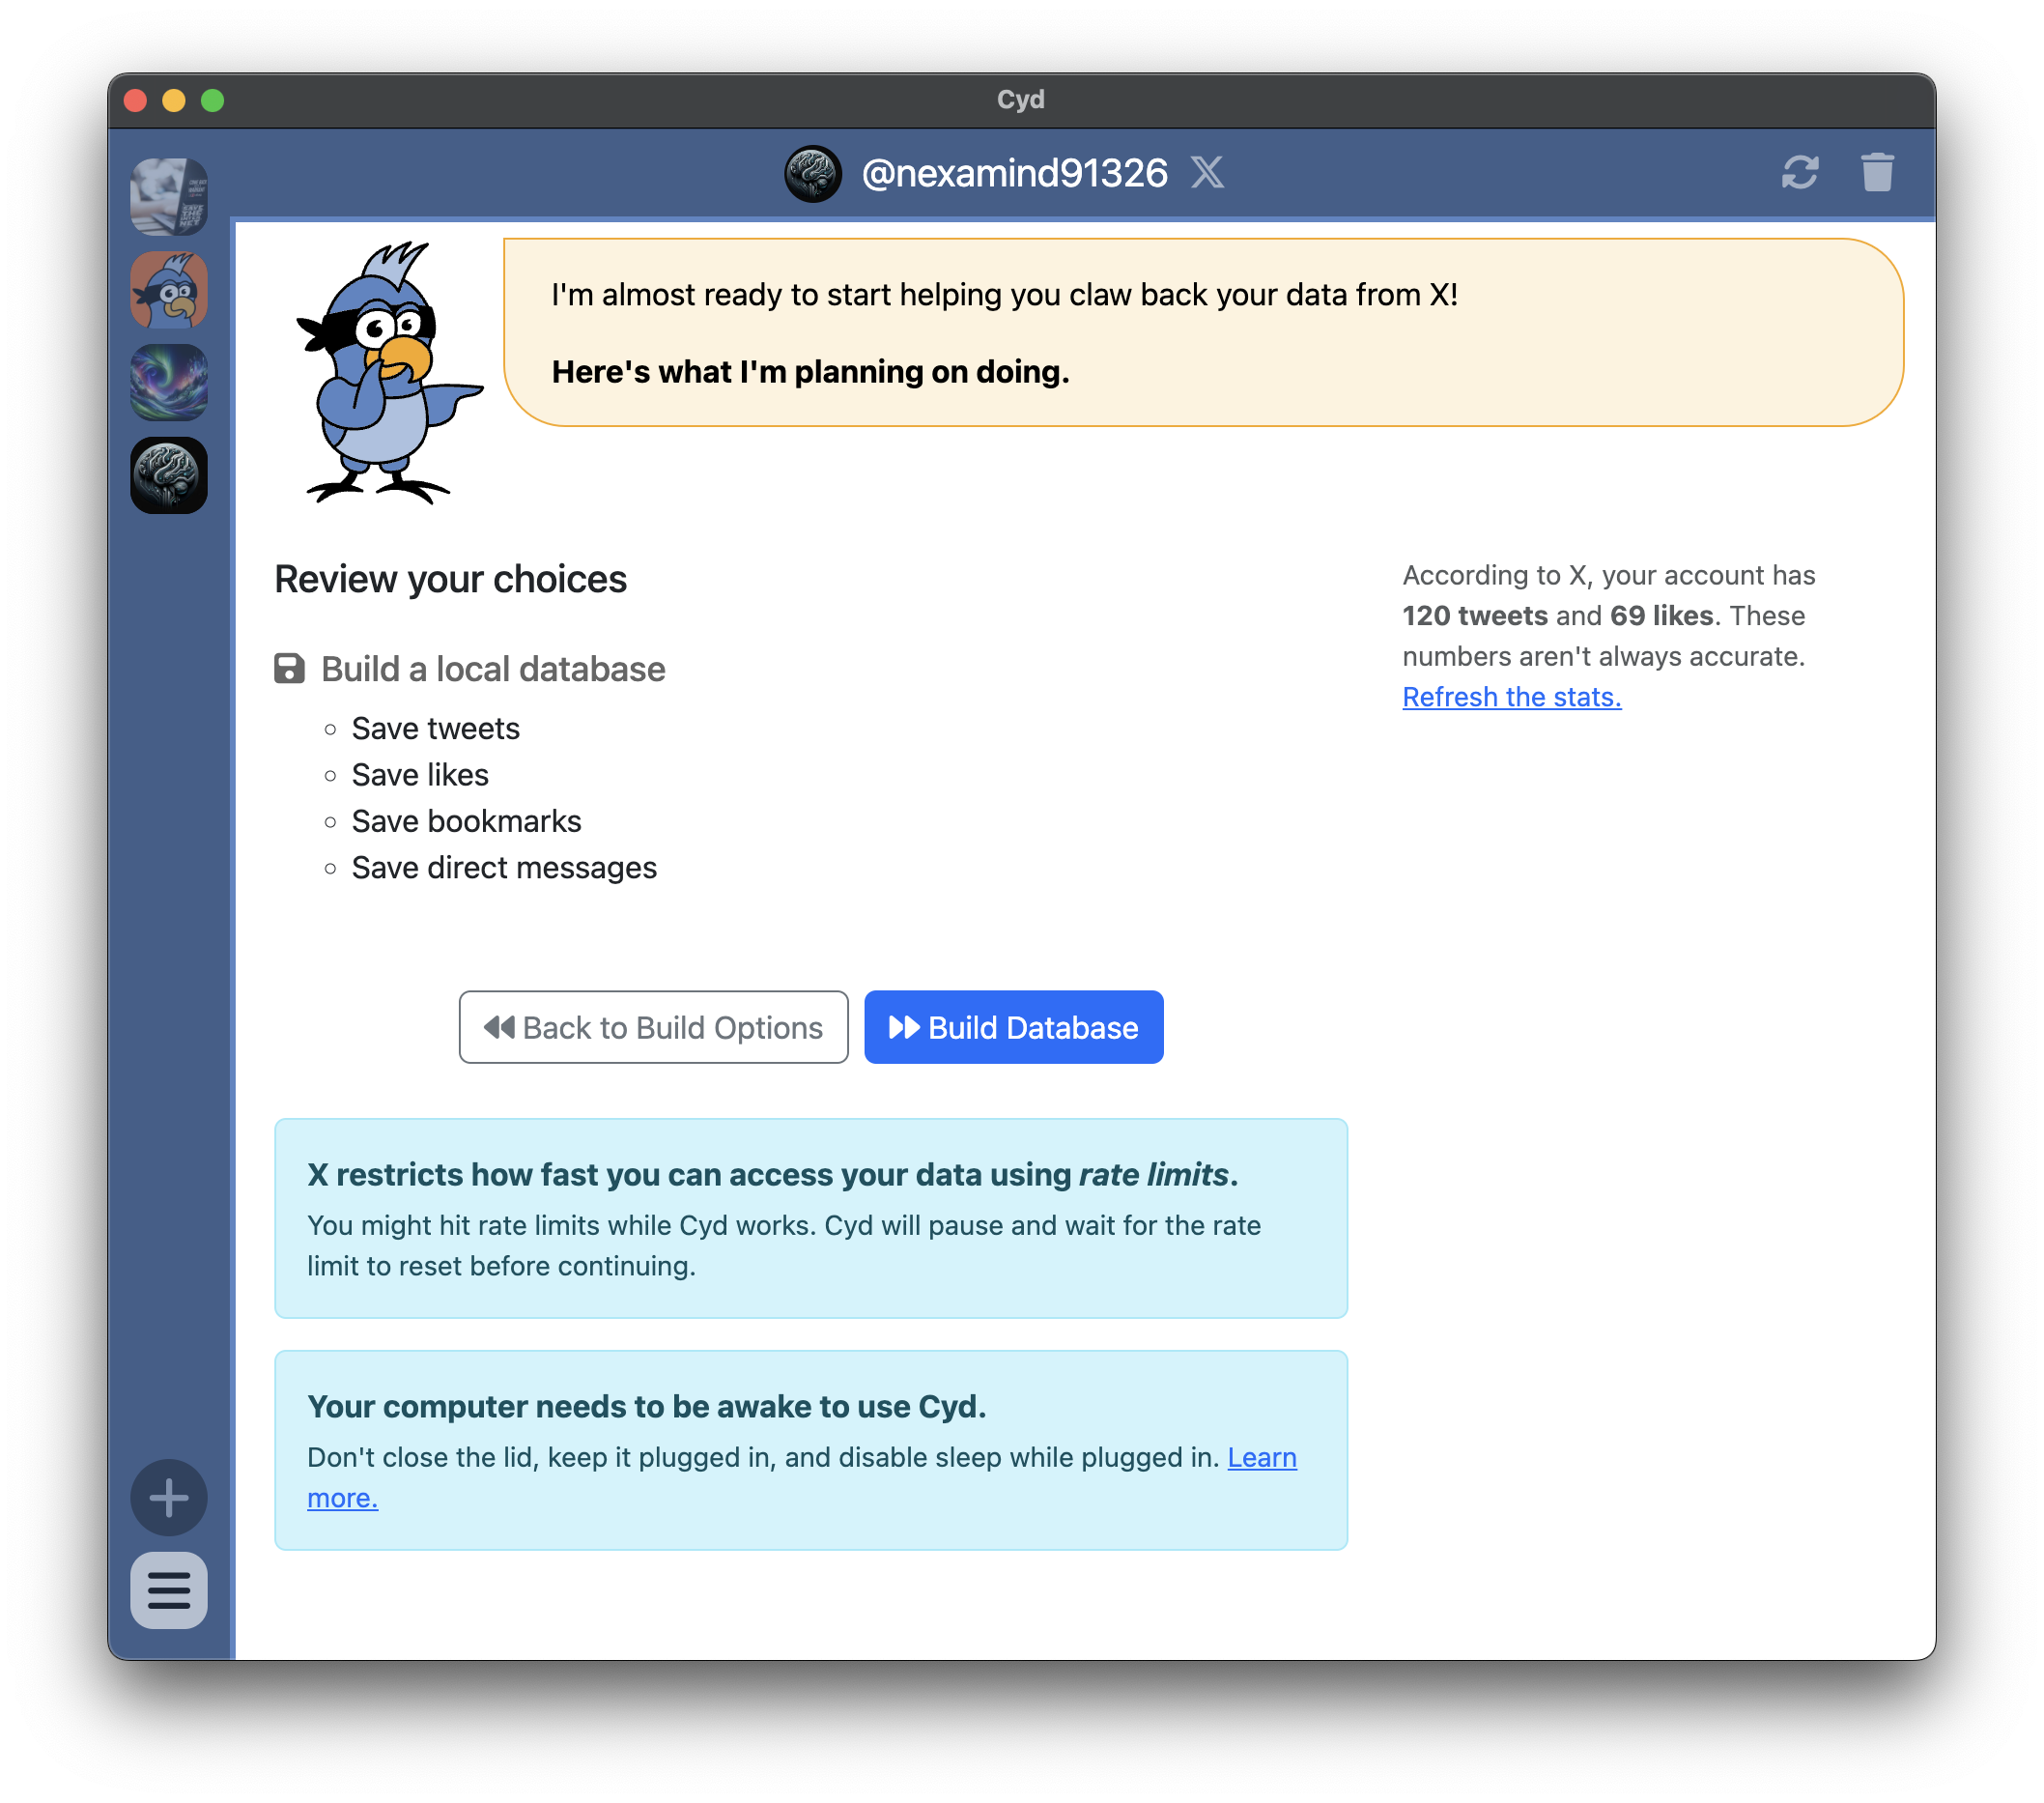 Cyd
@nexamind91326
I'm almost ready to start helping you claw back your data from X!
Here's what I'm planning on doing.
Review your choices
Build a local database
Save tweets
Save likes
Save bookmarks
Save direct messages
According to X, your account has
120 tweets and 69 likes. These
numbers aren't always accurate.
Refresh the stats.
Back to Build Options
Build Database
X restricts how fast you can access your data using rate limits.
You might hit rate limits while Cyd works. Cyd will pause and wait for the rate
limit to reset before continuing.
Your computer needs to be awake to use Cyd.
Don't close the lid, keep it plugged in, and disable sleep while plugged in. Learn
more.